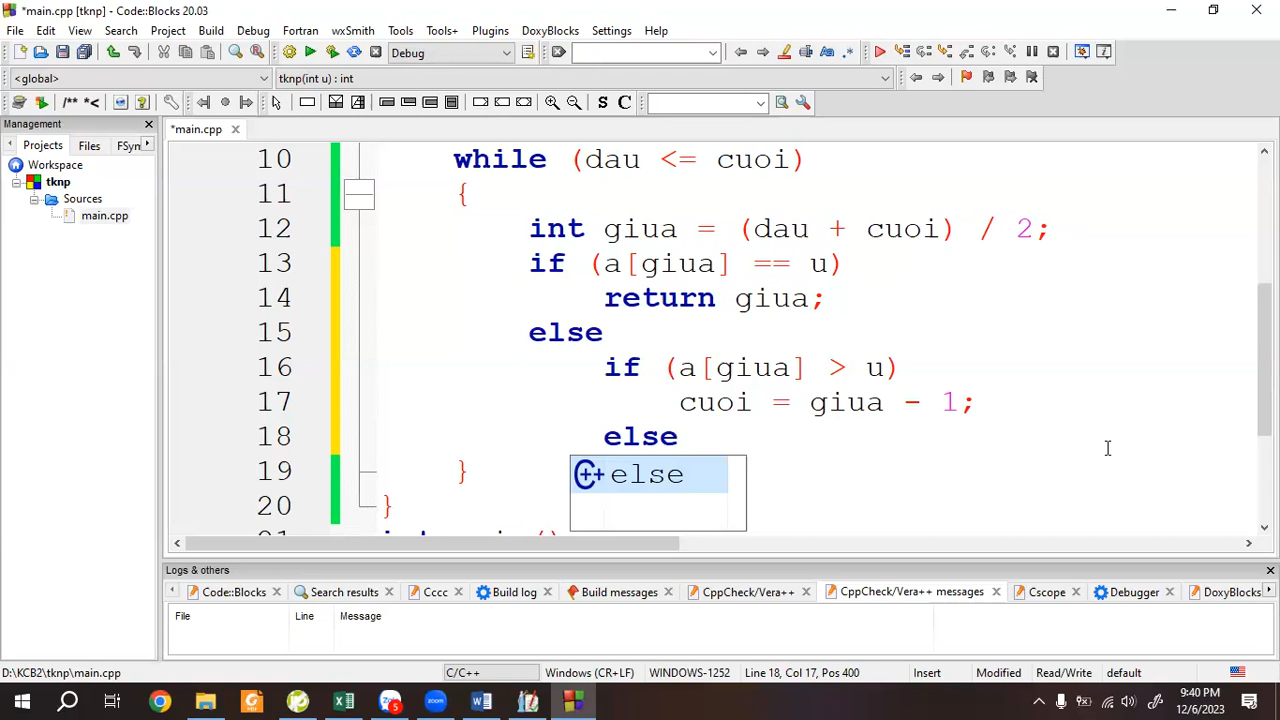 *main.cpp [tknp] - Code::Blocks 20.03
File Edit View Search Project Build Debug Fortran wxSmith Tools Tools+ Plugins DoxyBlocks Settings Help
Debug
<global> tknp(int u) : int
/** *< S C
Management
*main.cpp
Projects Files FSyn
Workspace
tknp
Sources
main.cpp
10 while (dau <= cuoi)
11 {
12 int giua = (dau + cuoi) / 2;
13 if (a[giua] == u)
14 return giua;
15 else
16 if (a[giua] > u)
17 cuoi = giua - 1;
18 else
else
19 }
20 }
Logs & others
Code::Blocks Search results Cccc Build log Build messages CppCheck/Vera++ CppCheck/Vera++ messages Cscope Debugger DoxyBlocks
File Line Message
D:\KCB2\tknp\main.cpp C/C++ Windows (CR+LF) WINDOWS-1252 Line 18, Col 17, Pos 400 Insert Modified Read/Write default
9:40 PM
12/6/2023